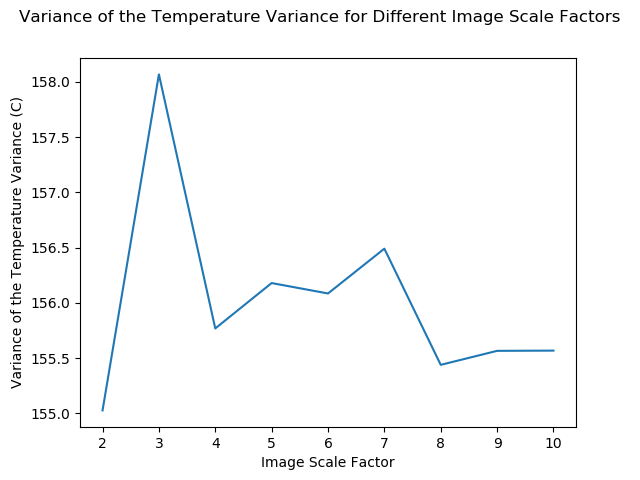 Variance of the Temperature Variance for Different Image Scale Factors
Variance of the Temperature Variance (C)
158.0
157.5
157.0
156.5
156.0
155.5
155.0
2 3 4 5 6 7 8 9 10
Image Scale Factor